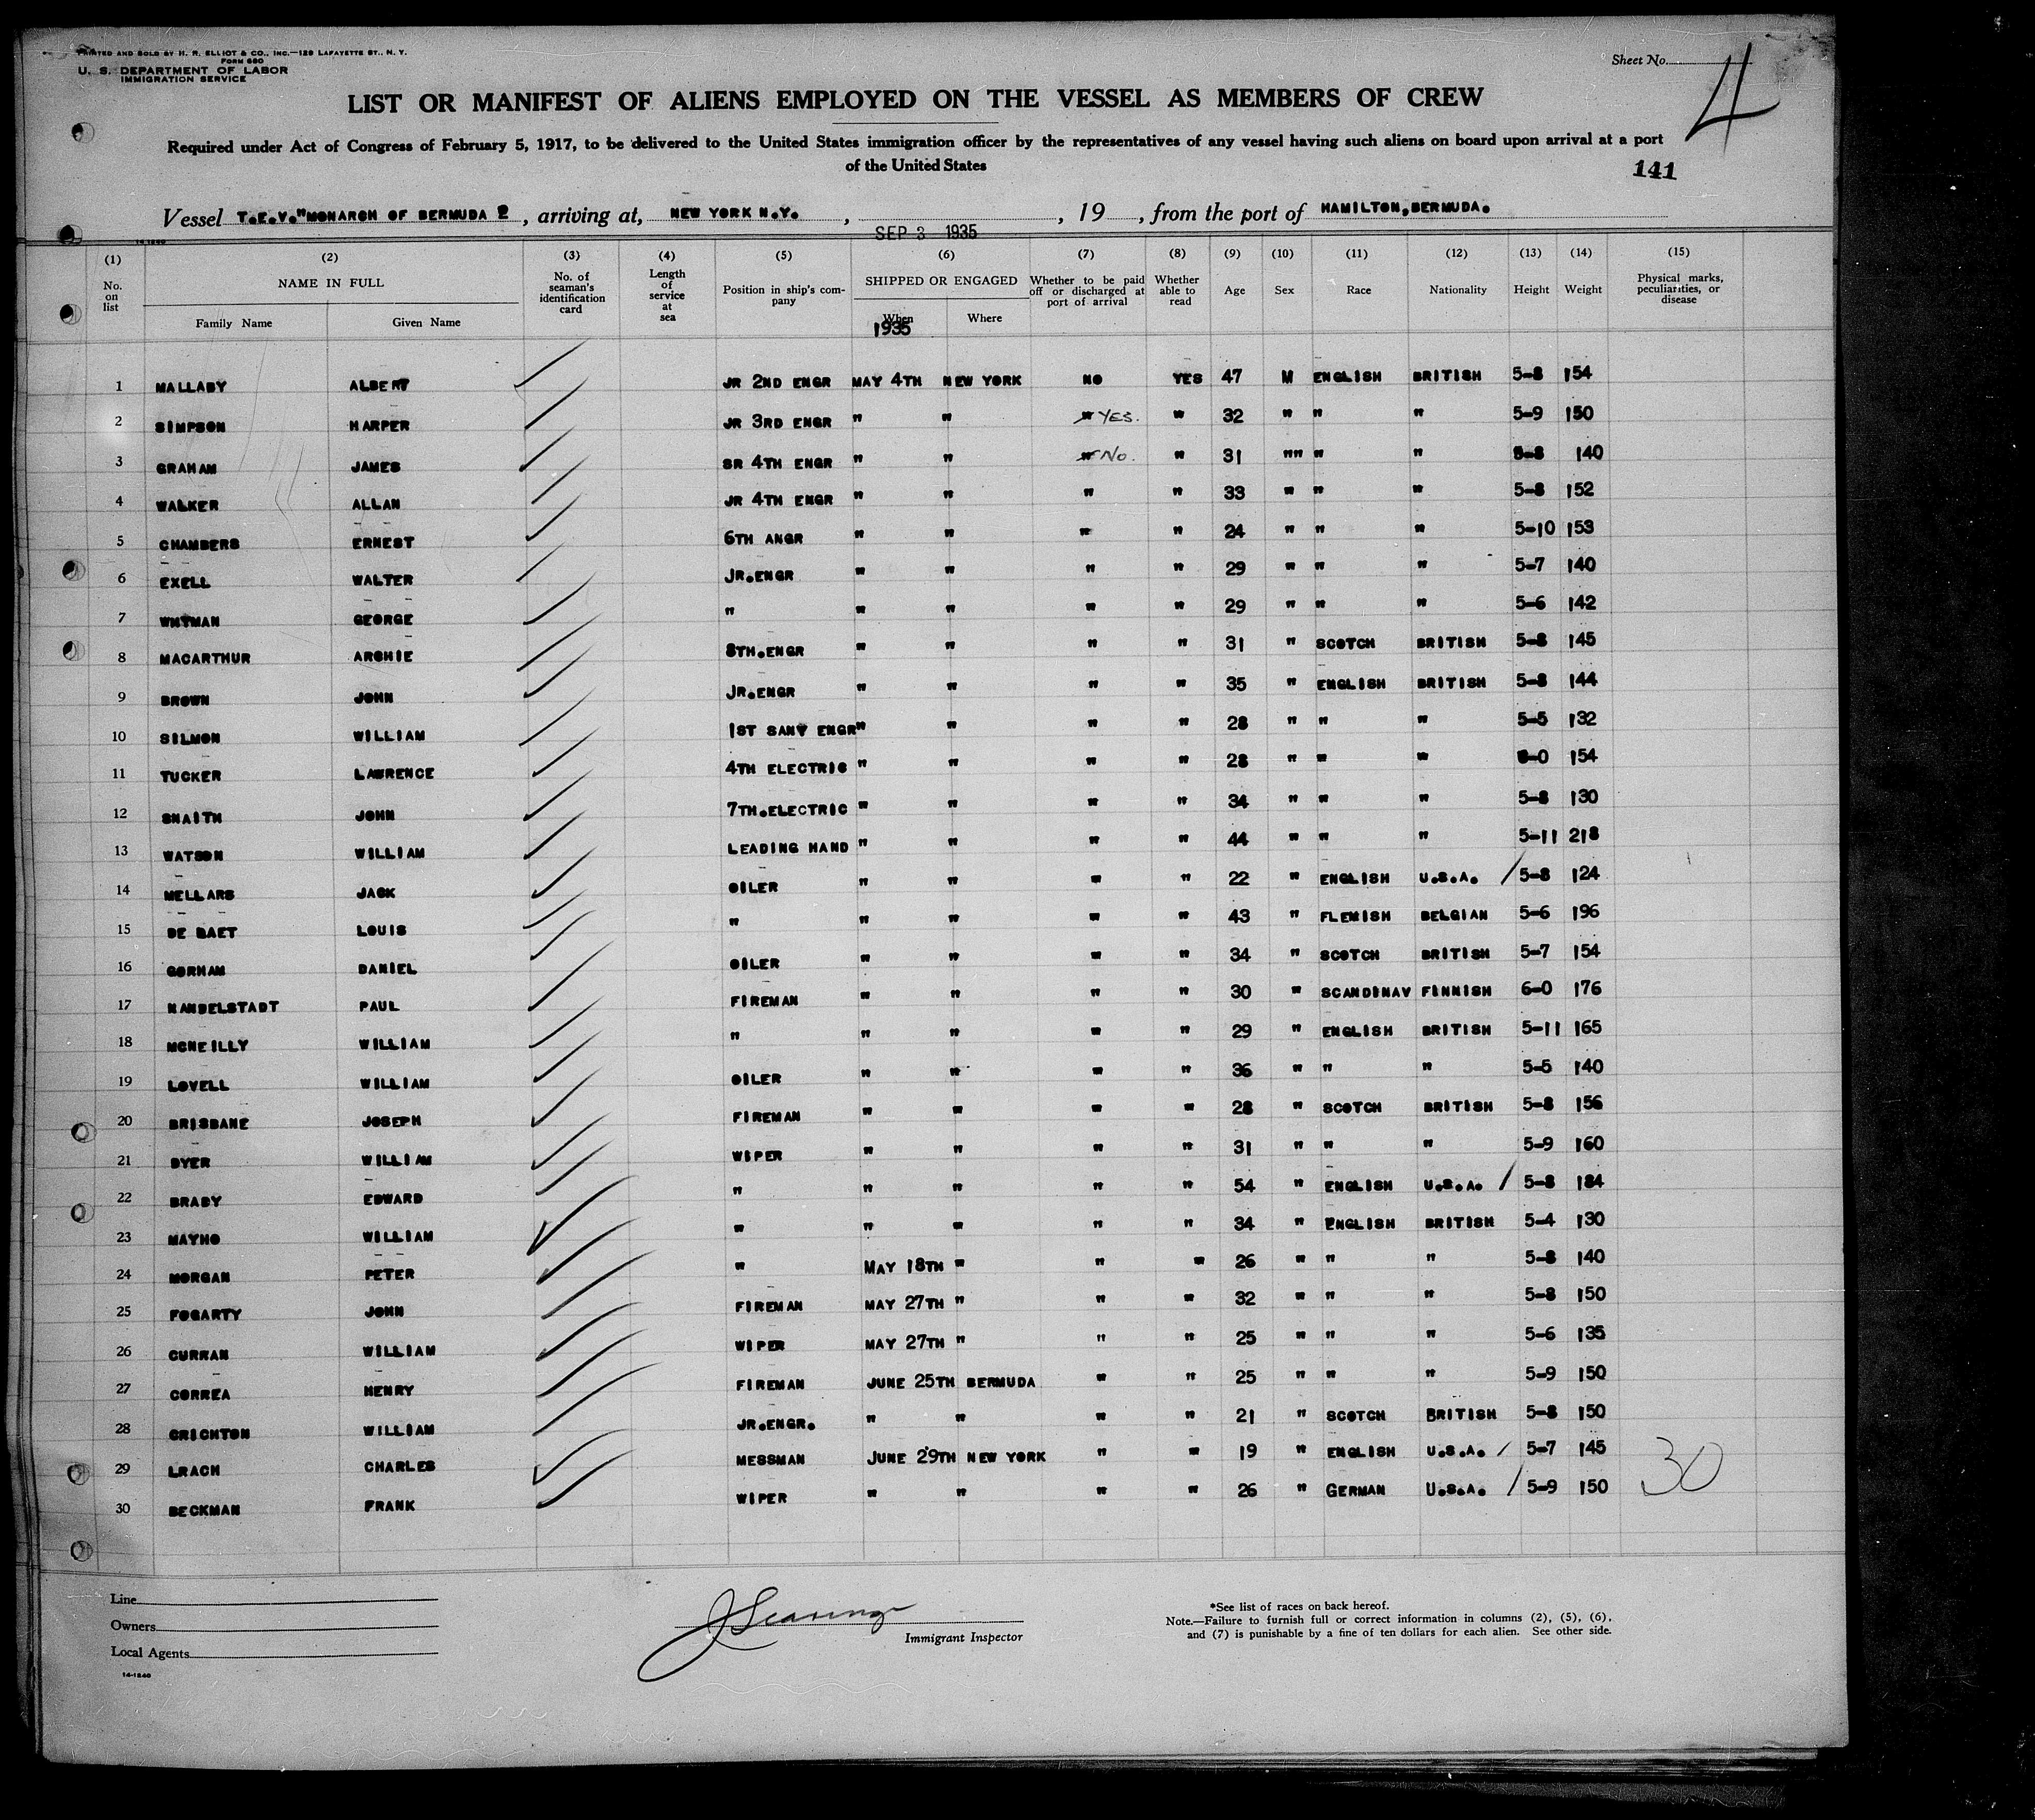 PRINTED AND SOLD BY H. R. ELLIOT & CO., INC.—129 LAFAYETTE ST., N. Y.
FORM 680
U. S. DEPARTMENT OF LABOR
IMMIGRATION SERVICE
Sheet No.
4
LIST OR MANIFEST OF ALIENS EMPLOYED ON THE VESSEL AS MEMBERS OF CREW
Required under Act of Congress of February 5, 1917, to be delivered to the United States immigration officer by the representatives of any vessel having such aliens on board upon arrival at a port
of the United States
141
Vessel T.E.V."MONARCH OF BERMUDA 2, arriving at, NEW YORK N.Y., , 19 , from the port of HAMILTON,BERMUDA.
SEP 3 1935
14-1240
(1) No. on list (2) NAME IN FULL Family Name Given Name (3) No. of seaman's identification card (4) Length of service at sea (5) Position in ship's company (6) SHIPPED OR ENGAGED When 1935 Where (7) Whether to be paid off or discharged at port of arrival (8) Whether able to read (9) Age (10) Sex (11) Race (12) Nationality (13) Height (14) Weight (15) Physical marks, peculiarities, or disease
1 MALLABY ALBERT JR 2ND ENGR MAY 4TH NEW YORK NO YES 47 M ENGLISH BRITISH 5-8 154
2 SIMPSON HARPER JR 3RD ENGR " " " YES. " 32 " " " 5-9 150
3 GRAHAM JAMES SR 4TH ENGR " " " No. " 31 "" " " 5-8 140
4 WALKER ALLAN JR 4TH ENGR " " " " 33 " " " 5-8 152
5 CHAMBERS ERNEST 6TH ANGR " " " " 24 " " " 5-10 153
6 EXELL WALTER JR.ENGR " " " " 29 " " " 5-7 140
7 WHYMAN GEORGE " " " " " 29 " " " 5-6 142
8 MACARTHUR ARCHIE 8TH.ENGR " " " " 31 " SCOTCH BRITISH 5-8 145
9 BROWN JOHN JR.ENGR " " " " 35 " ENGLISH BRITISH 5-8 144
10 SILMON WILLIAM 1ST SANY ENGR " " " " 28 " " " 5-5 132
11 TUCKER LAWRENCE 4TH ELECTRIC " " " " 28 " " " 6-0 154
12 SNAITH JOHN 7TH.ELECTRIC " " " " 34 " " " 5-8 130
13 WATSON WILLIAM LEADING HAND " " " " 44 " " " 5-11 218
14 MELLARS JACK OILER " " " " 22 " ENGLISH U.S.A. / 5-8 124
15 DE BAET LOUIS " " " " " 43 " FLEMISH BELGIAN 5-6 196
16 GORHAM DANIEL OILER " " " " 34 " SCOTCH BRITISH 5-7 154
17 HANDELSTADT PAUL FIREMAN " " " " 30 " SCANDINAV FINNISH 6-0 176
18 MCNEILLY WILLIAM " " " " " 29 " ENGLISH BRITISH 5-11 165
19 LOVELL WILLIAM OILER " " " " 36 " " " 5-5 140
20 BRISBANE JOSEPH FIREMAN " " " " 28 " SCOTCH BRITISH 5-8 156
21 DYER WILLIAM WIPER " " " " 31 " " " 5-9 160
22 BRADY EDWARD " " " " " 54 " ENGLISH U.S.A. / 5-8 184
23 MAYHO WILLIAM " " " " " 34 " ENGLISH BRITISH 5-4 130
24 MORGAN PETER " MAY 18TH " " " 26 " " " 5-8 140
25 FOGARTY JOHN FIREMAN MAY 27TH " " " 32 " " " 5-8 150
26 CURRAN WILLIAM WIPER MAY 27TH " " " 25 " " " 5-6 135
27 CORREA HENRY FIREMAN JUNE 25TH BERMUDA " " 25 " " " 5-9 150
28 CRICHTON WILLIAM JR.ENGR. " " " " 21 " SCOTCH BRITISH 5-8 150
29 LRACH CHARLES MESSMAN JUNE 29TH NEW YORK " " 19 " ENGLISH U.S.A. / 5-7 145
30 BECKMAN FRANK WIPER " " " " 26 " GERMAN U.S.A. / 5-9 150
30
Line
Owners
Local Agents
14-1240
Immigrant Inspector
*See list of races on back hereof.
Note.—Failure to furnish full or correct information in columns (2), (5), (6),
and (7) is punishable by a fine of ten dollars for each alien. See other side.